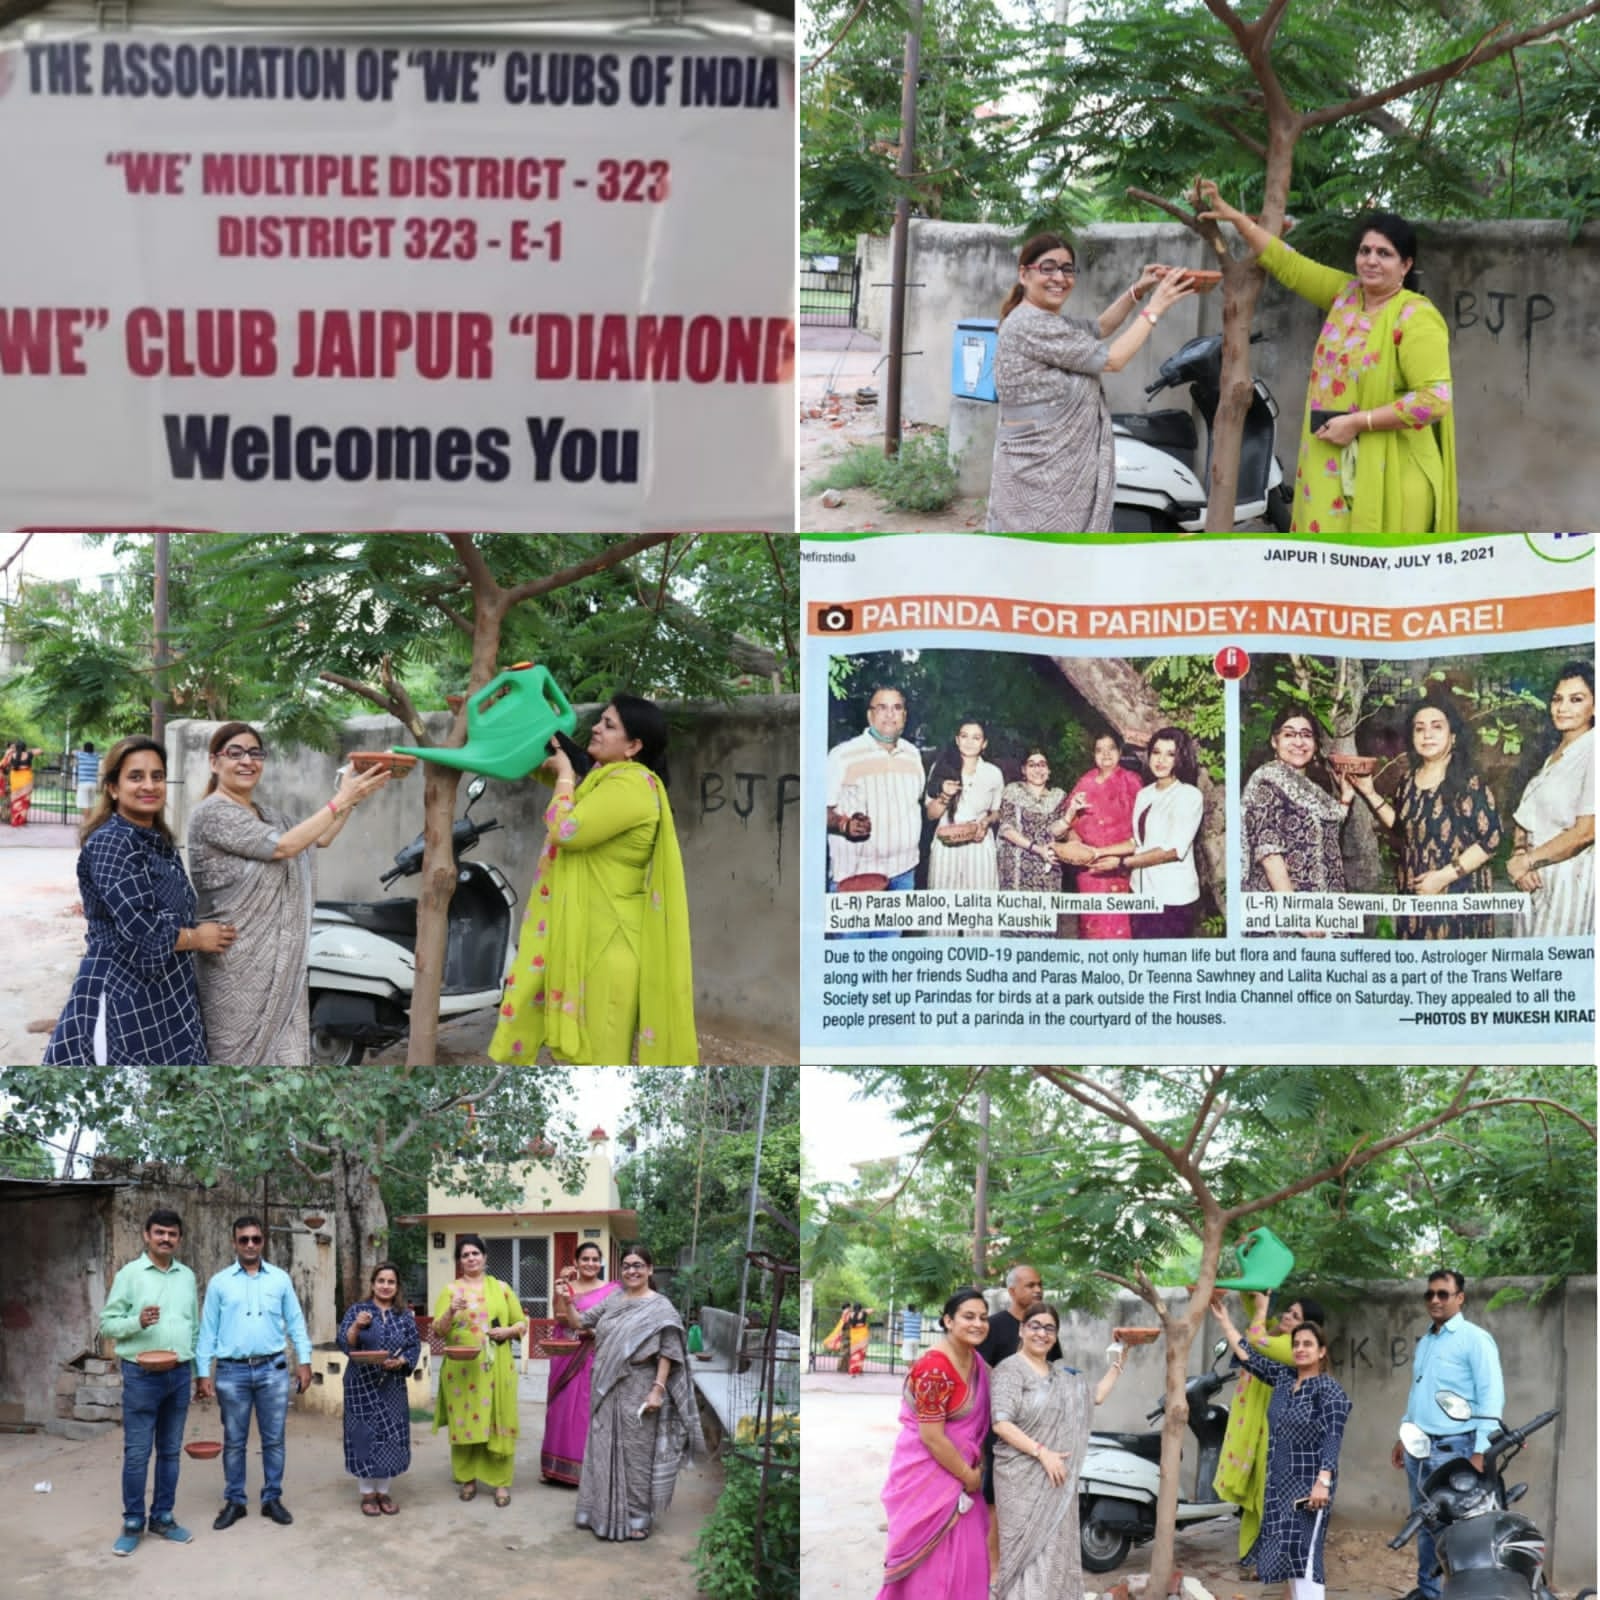 THE ASSOCIATION OF "WE" CLUBS OF INDIA
"WE' MULTIPLE DISTRICT - 323
DISTRICT 323 - E-1
WE" CLUB JAIPUR "DIAMOND
Welcomes You
BJP
BJP
hefirstindia
JAIPUR | SUNDAY, JULY 18, 2021
PARINDA FOR PARINDEY: NATURE CARE!
fi
(L-R) Paras Maloo, Lalita Kuchal, Nirmala Sewani,
Sudha Maloo and Megha Kaushik
(L-R) Nirmala Sewani, Dr Teenna Sawhney
and Lalita Kuchal
Due to the ongoing COVID-19 pandemic, not only human life but flora and fauna suffered too. Astrologer Nirmala Sewan
along with her friends Sudha and Paras Maloo, Dr Teenna Sawhney and Lalita Kuchal as a part of the Trans Welfare
Society set up Parindas for birds at a park outside the First India Channel office on Saturday. They appealed to all the
people present to put a parinda in the courtyard of the houses.
—PHOTOS BY MUKESH KIRAD
CK B